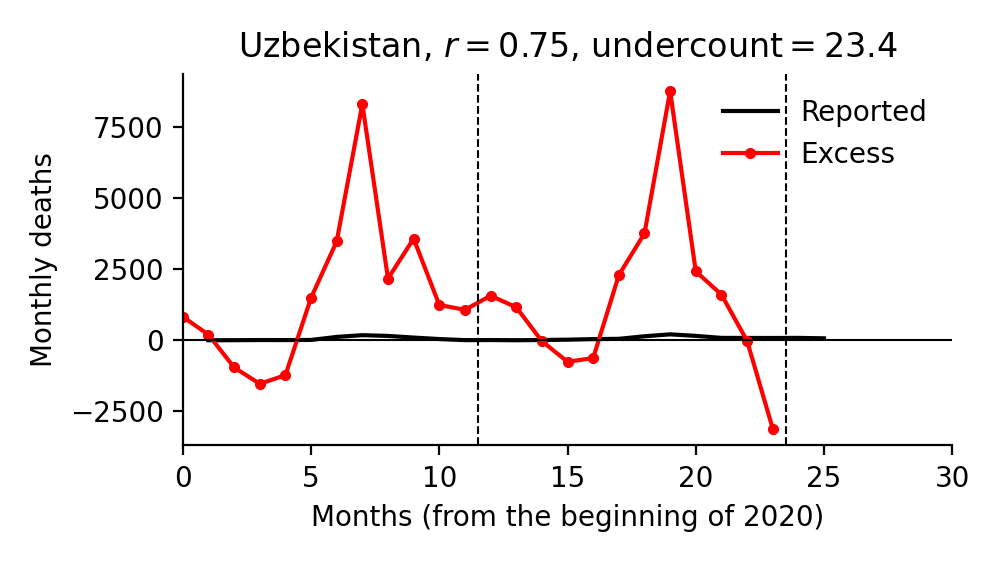 Uzbekistan, r = 0.75, undercount = 23.4
Reported
Excess
Monthly deaths
7500
5000
2500
0
−2500
0 5 10 15 20 25 30
Months (from the beginning of 2020)